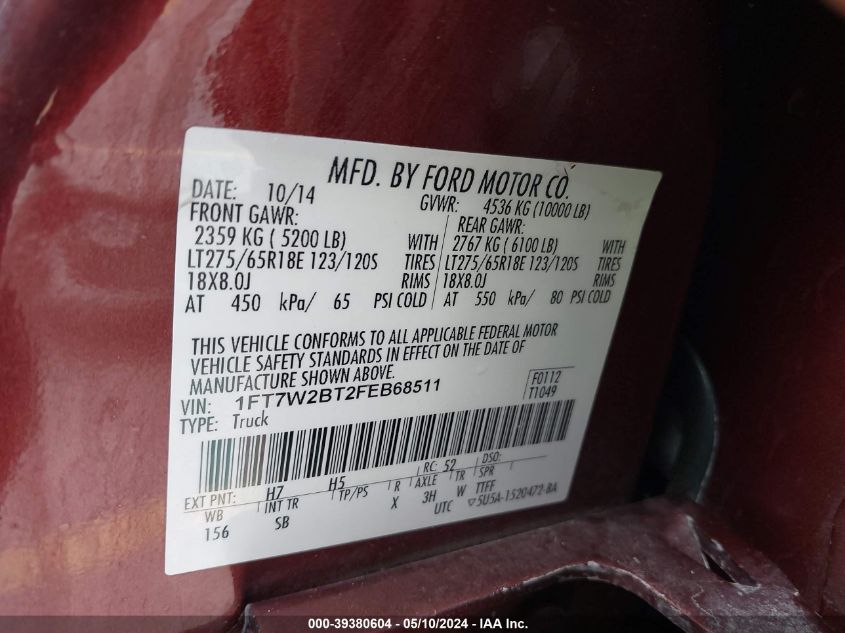 MFD. BY FORD MOTOR CO.
DATE: 10/14 GVWR: 4536 KG (10000 LB)
FRONT GAWR: REAR GAWR:
2359 KG ( 5200 LB) WITH 2767 KG ( 6100 LB) WITH
LT275/65R18E 123/120S TIRES LT275/65R18E 123/120S TIRES
18X8.0J RIMS 18X8.0J RIMS
AT 450 kPa/ 65 PSI COLD AT 550 kPa/ 80 PSI COLD
THIS VEHICLE CONFORMS TO ALL APPLICABLE FEDERAL MOTOR
VEHICLE SAFETY STANDARDS IN EFFECT ON THE DATE OF
MANUFACTURE SHOWN ABOVE.
VIN: 1FT7W2BT2FEB68511 F0112
TYPE: Truck T1049
EXT PNT: H7 H5 RC: 52 DSO:
WB INT TR TP/PS R AXLE TR SPR
156 SB X 3H W TTFF
UTC ▽5U5A-1520472-BA
000-39380604 — 05/10/2024 - IAA Inc.